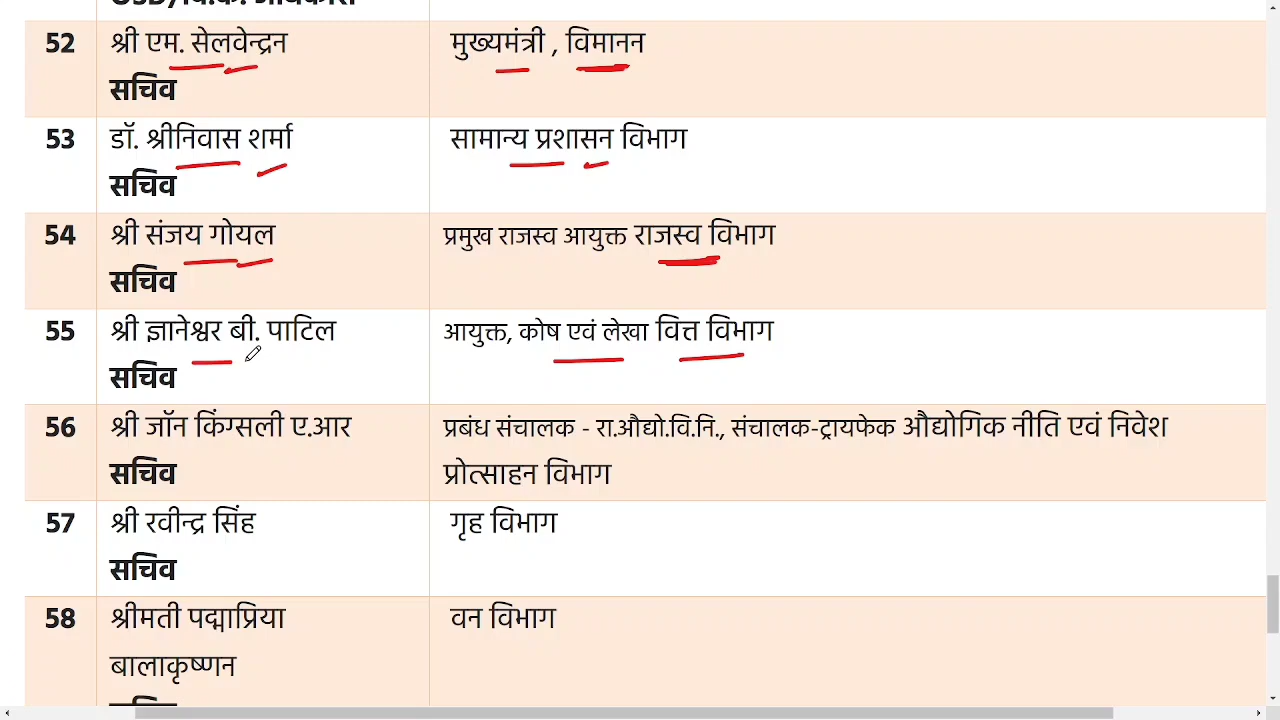 52 श्री एम. सेलवेन्द्रन मुख्यमंत्री , विमानन
सचिव
53 डॉ. श्रीनिवास शर्मा सामान्य प्रशासन विभाग
सचिव
54 श्री संजय गोयल प्रमुख राजस्व आयुक्त राजस्व विभाग
सचिव
55 श्री ज्ञानेश्वर बी. पाटिल आयुक्त, कोष एवं लेखा वित्त विभाग
सचिव
56 श्री जॉन किंग्सली ए.आर प्रबंध संचालक - रा.औद्यो.वि.नि., संचालक-ट्रायफेक औद्योगिक नीति एवं निवेश
सचिव प्रोत्साहन विभाग
57 श्री रवीन्द्र सिंह गृह विभाग
सचिव
58 श्रीमती पद्माप्रिया वन विभाग
बालाकृष्णन